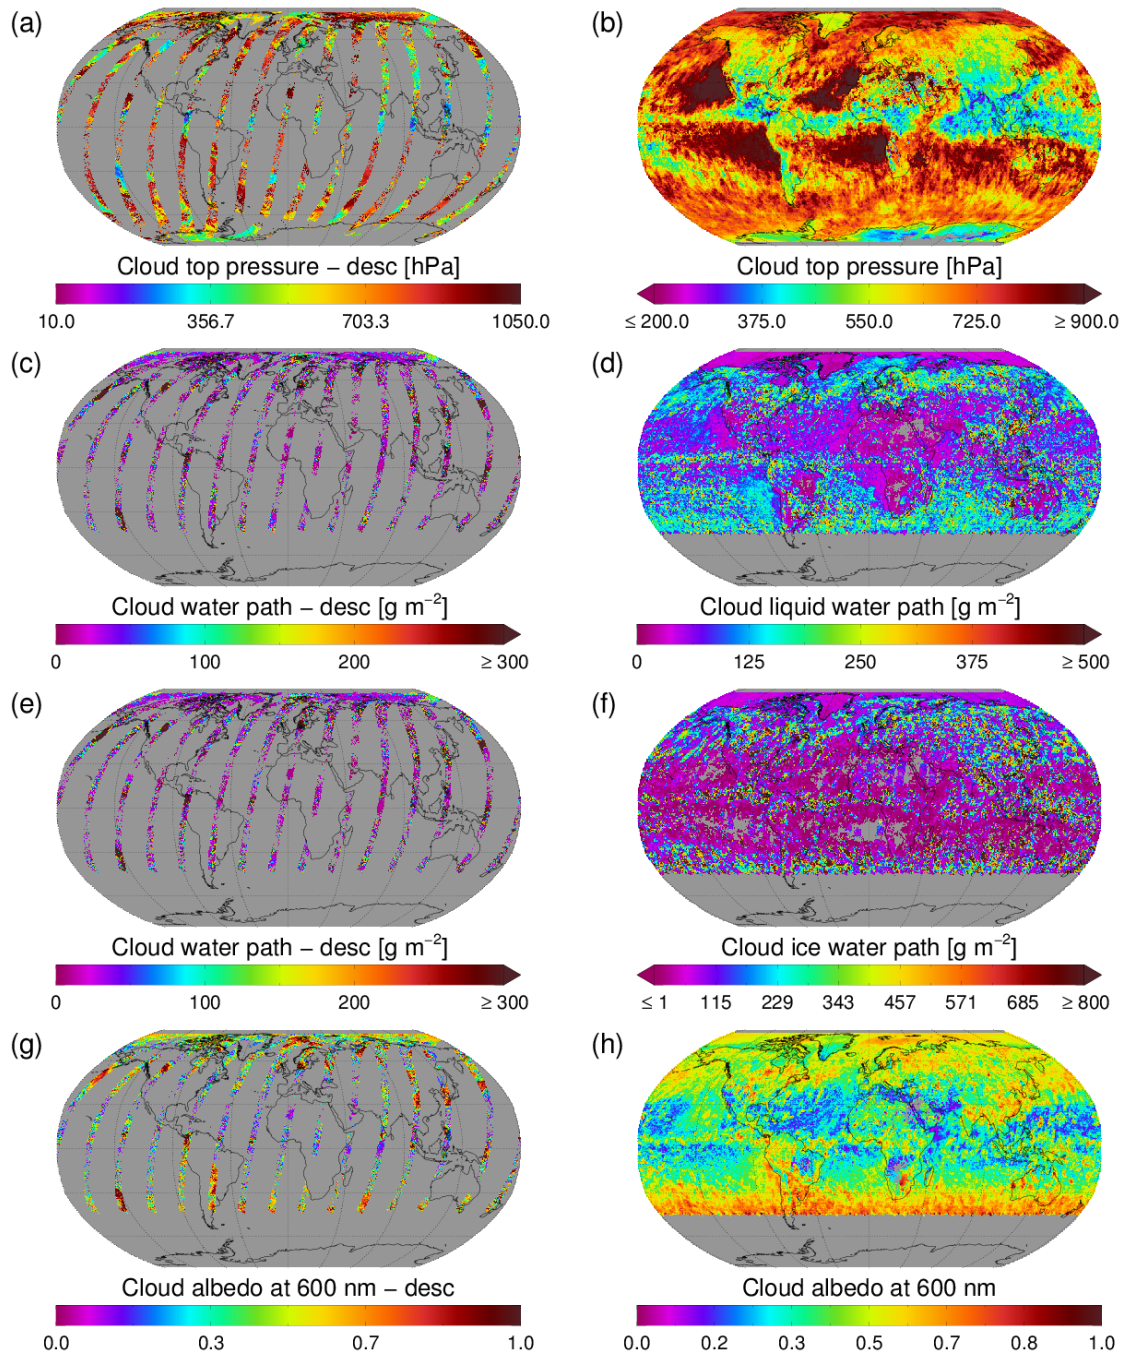 (a)
(b)
Cloud top pressure – desc [hPa]
Cloud top pressure [hPa]
10.0 356.7 703.3 1050.0
≤ 200.0 375.0 550.0 725.0 ≥ 900.0
(c)
(d)
Cloud water path – desc [g m⁻²]
Cloud liquid water path [g m⁻²]
0 100 200 ≥ 300
0 125 250 375 ≥ 500
(e)
(f)
Cloud water path – desc [g m⁻²]
Cloud ice water path [g m⁻²]
0 100 200 ≥ 300
≤ 1 115 229 343 457 571 685 ≥ 800
(g)
(h)
Cloud albedo at 600 nm – desc
Cloud albedo at 600 nm
0.0 0.3 0.7 1.0
0.0 0.2 0.3 0.5 0.7 0.8 1.0